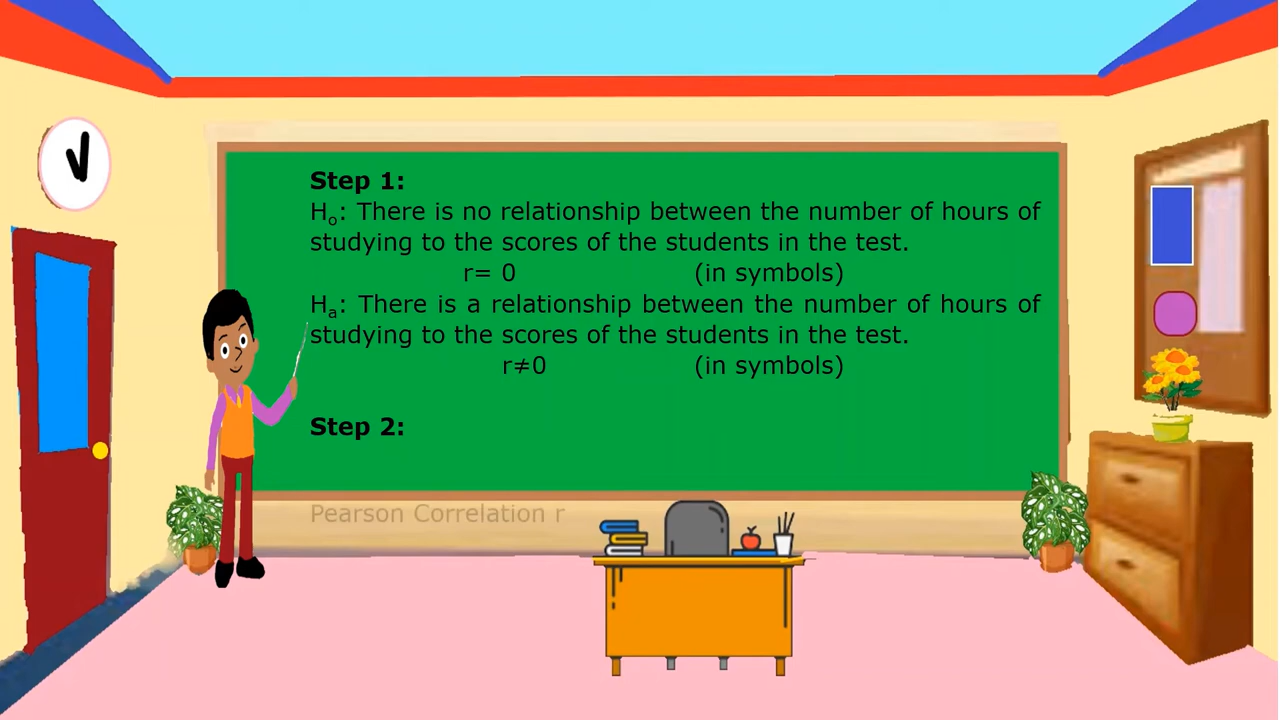 Step 1:
Hₒ: There is no relationship between the number of hours of
studying to the scores of the students in the test.
r= 0 (in symbols)
Hₐ: There is a relationship between the number of hours of
studying to the scores of the students in the test.
r≠0 (in symbols)
Step 2:
Pearson Correlation r